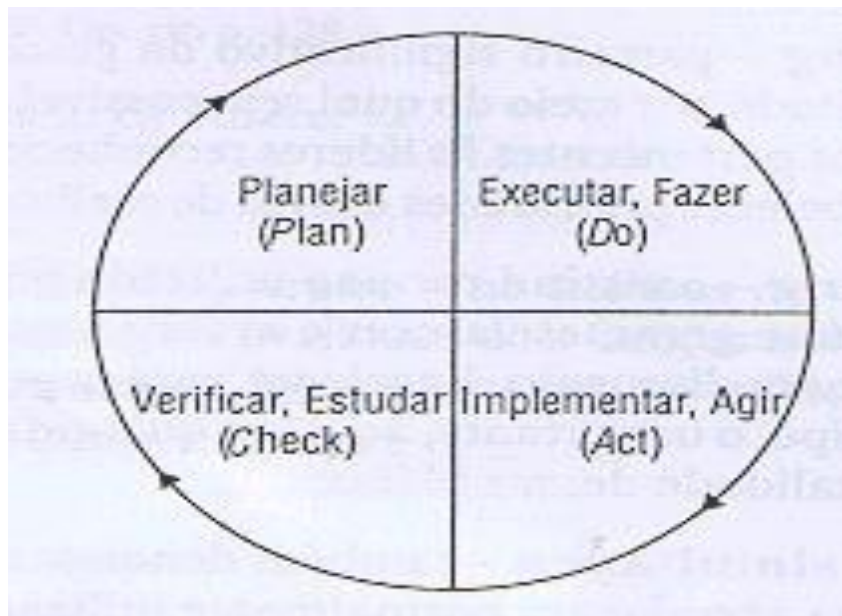 Planejar
(Plan)
Executar, Fazer
(Do)
Verificar, Estudar
(Check)
Implementar, Agir
(Act)